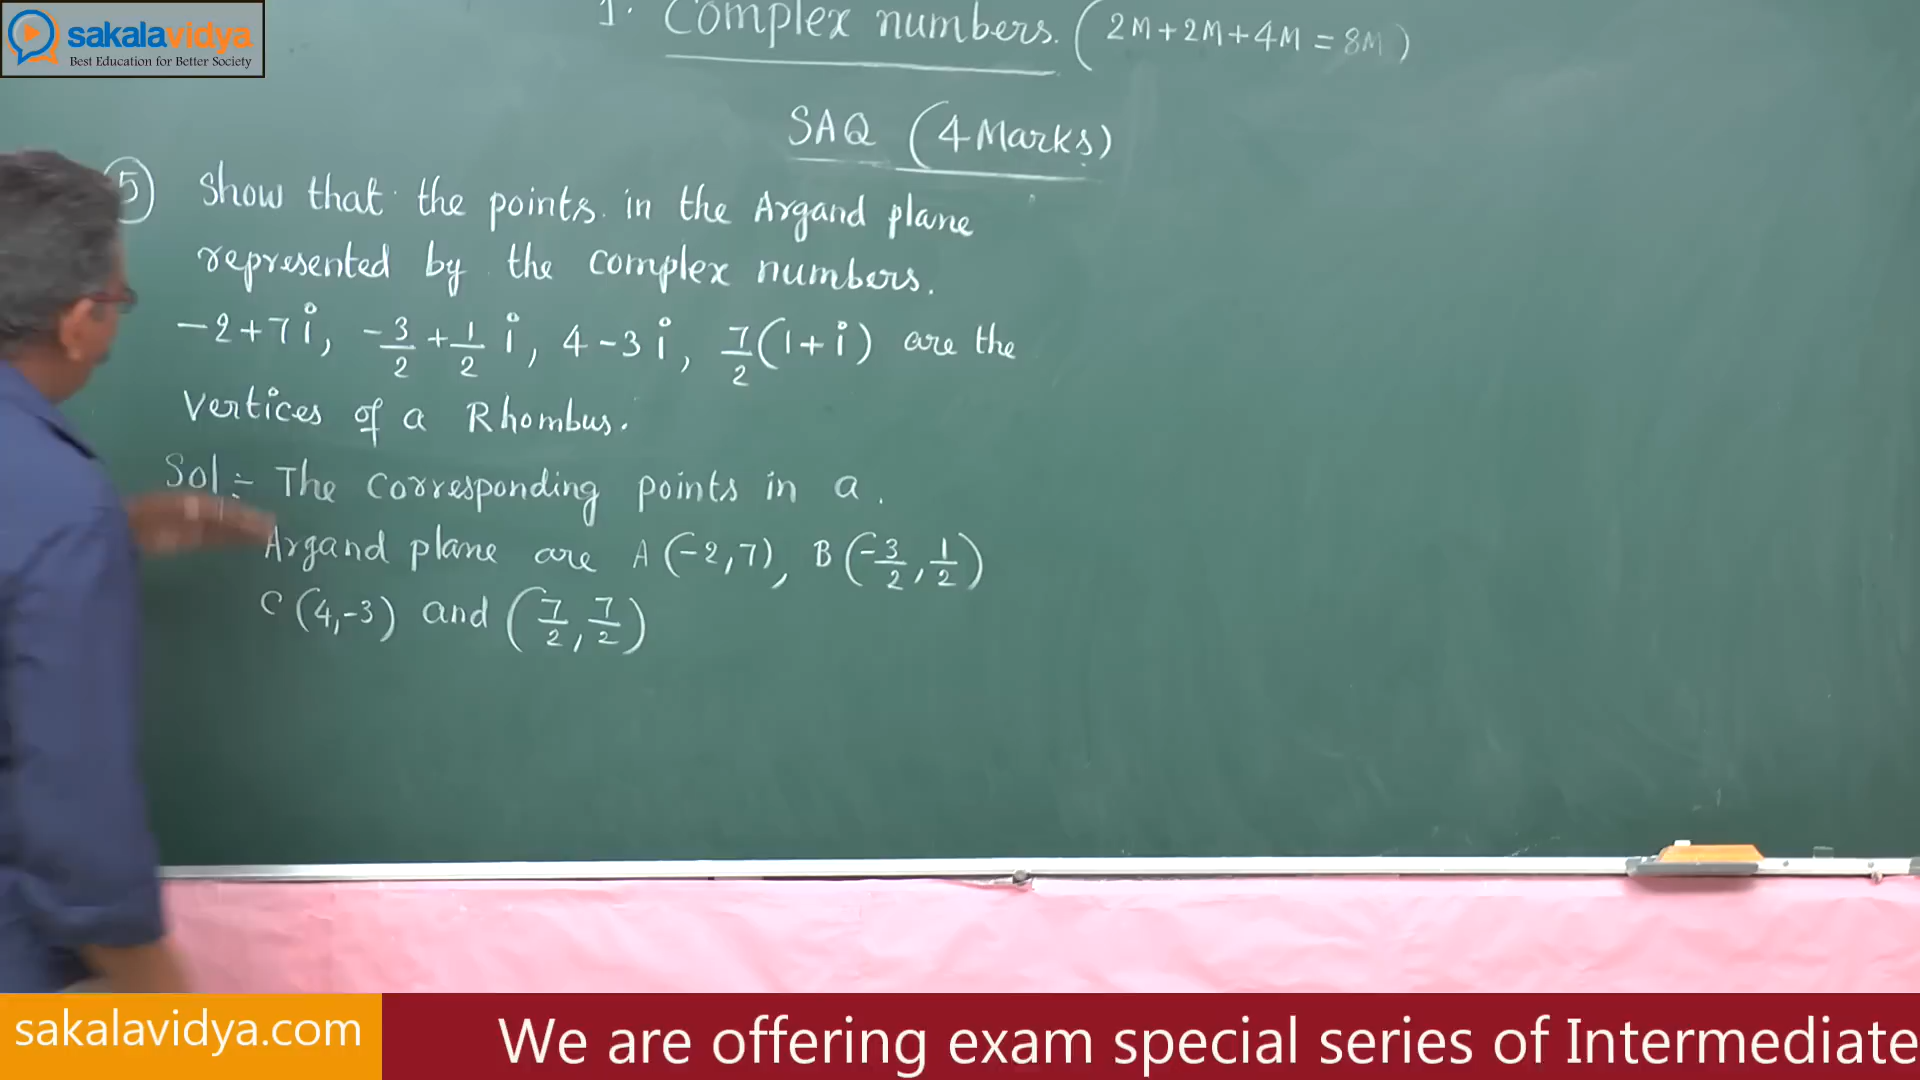 sakalavidya
Best Education for Better Society
1. Complex numbers. (2M+2M+4M = 8M)
SAQ (4 Marks)
5 Show that the points in the Argand plane
represented by the complex numbers.
-2+7i, -3/2+1/2 i, 4-3i, 7/2(1+i) are the
Vertices of a Rhombus.
Sol:- The corresponding points in a.
Argand plane are A(-2,7), B(-3/2, 1/2)
C(4,-3) and (7/2, 7/2)
sakalavidya.com
We are offering exam special series of Intermediate